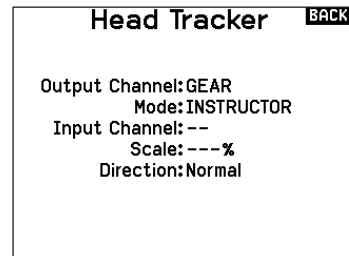 Head Tracker BACK
Output Channel: GEAR
Mode: INSTRUCTOR
Input Channel: --
Scale: ---%
Direction: Normal